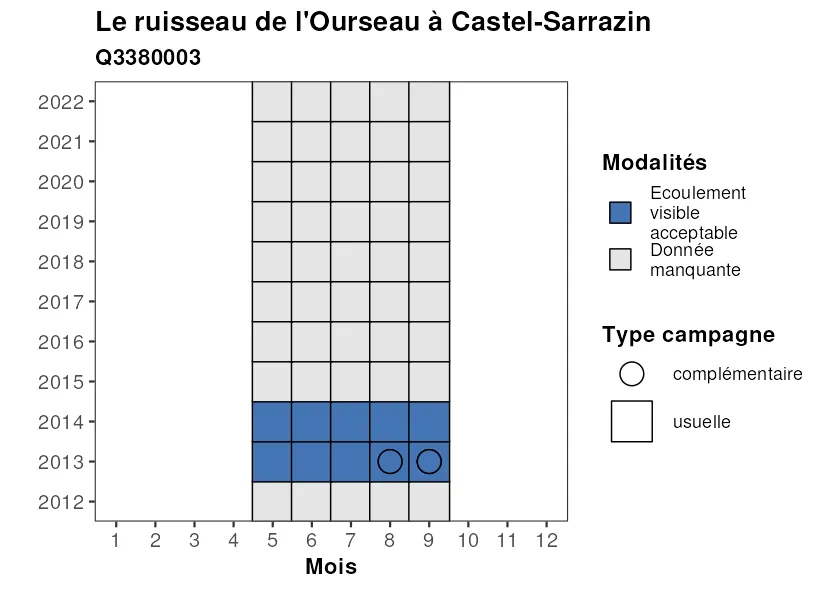 Le ruisseau de l'Ourseau à Castel-Sarrazin
Q3380003
2022
2021
2020
2019
2018
2017
2016
2015
2014
2013
2012
1 2 3 4 5 6 7 8 9 10 11 12
Mois
Modalités
Ecoulement
visible
acceptable
Donnée
manquante
Type campagne
complémentaire
usuelle